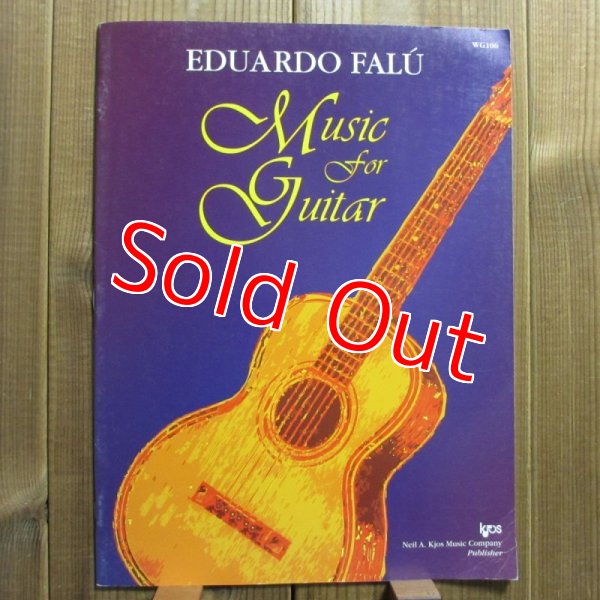 WG100
EDUARDO FALÚ
Music
for
Guitar
Sold Out
kjos
Neil A. Kjos Music Company
Publisher